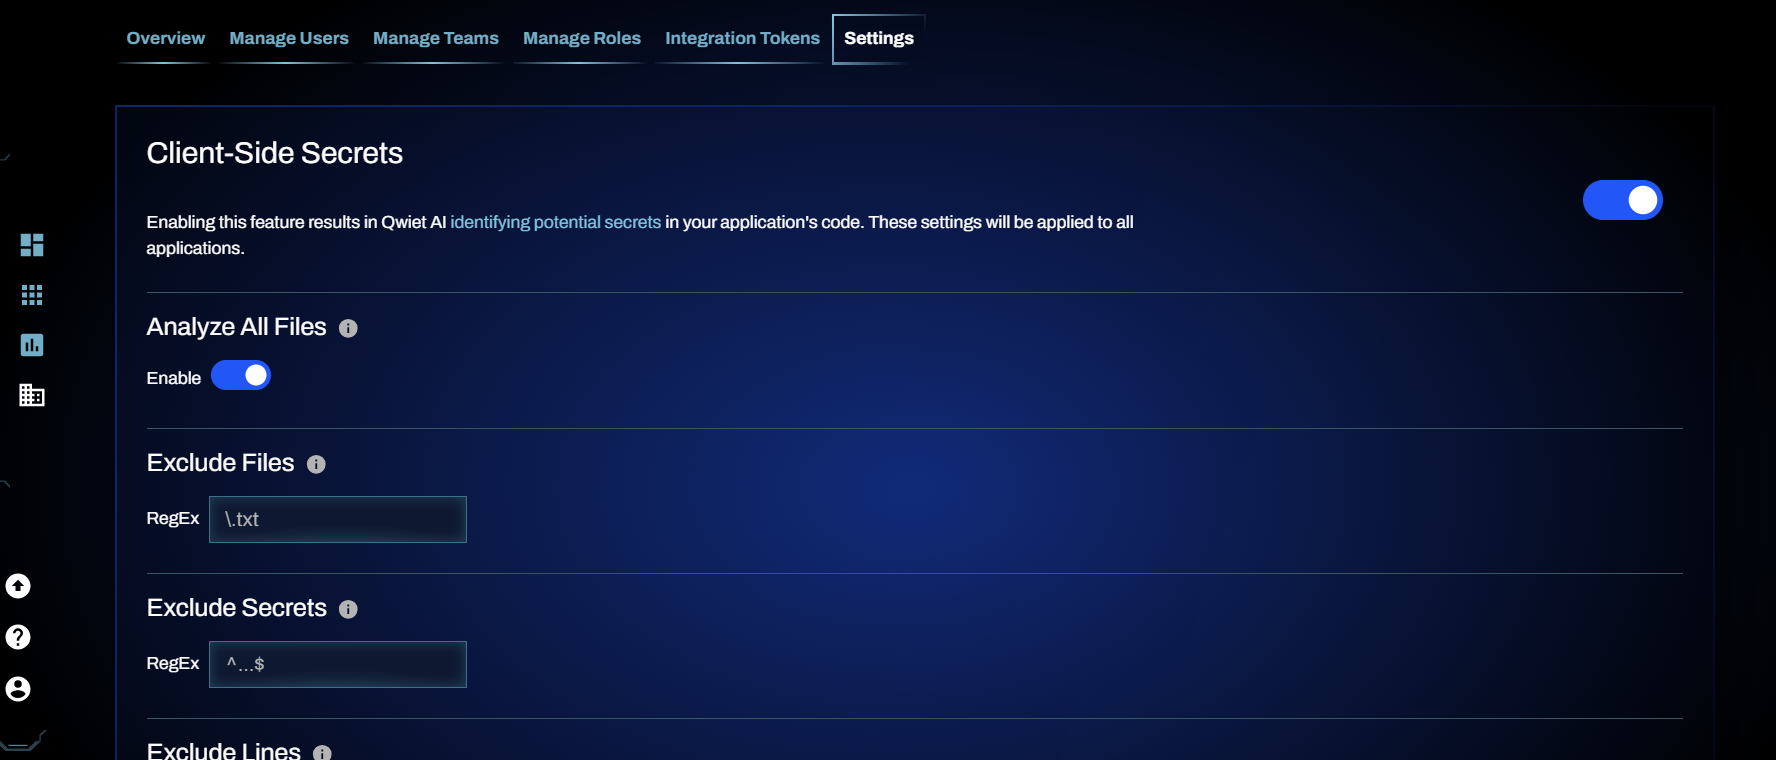 Overview Manage Users Manage Teams Manage Roles Integration Tokens Settings
Client-Side Secrets
Enabling this feature results in Qwiet AI identifying potential secrets in your application's code. These settings will be applied to all
applications.
Analyze All Files
Enable
Exclude Files
RegEx \.txt
Exclude Secrets
RegEx ^...$
Exclude Lines